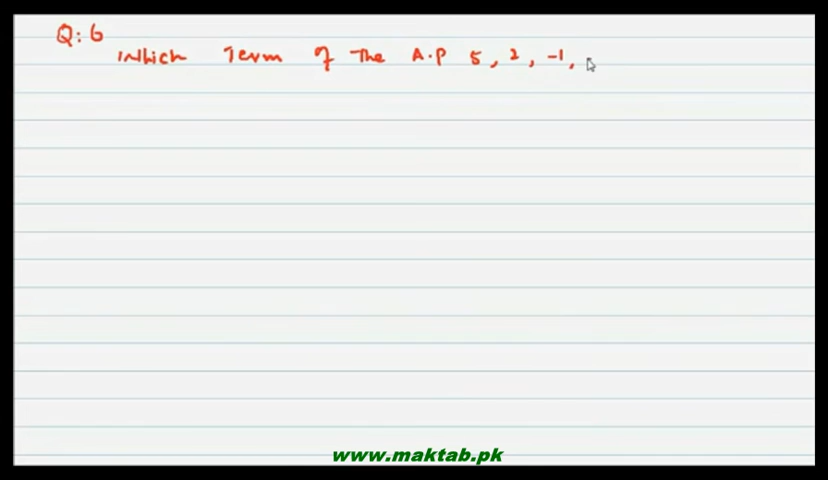 Q: 6
Which Term of The A.P 5, 2, -1,
www.maktab.pk